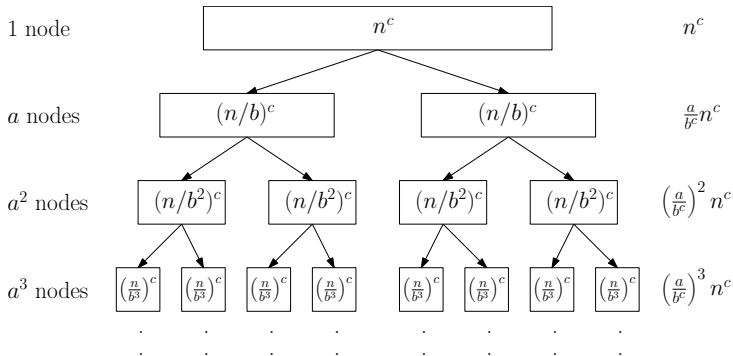 1 node n^c n^c
a nodes (n/b)^c (n/b)^c a/b^c n^c
a^2 nodes (n/b^2)^c (n/b^2)^c (n/b^2)^c (n/b^2)^c (a/b^c)^2 n^c
a^3 nodes (n/b^3)^c (n/b^3)^c (n/b^3)^c (n/b^3)^c (n/b^3)^c (n/b^3)^c (n/b^3)^c (n/b^3)^c (a/b^c)^3 n^c
. . . . . . . .
. . . . . . . .